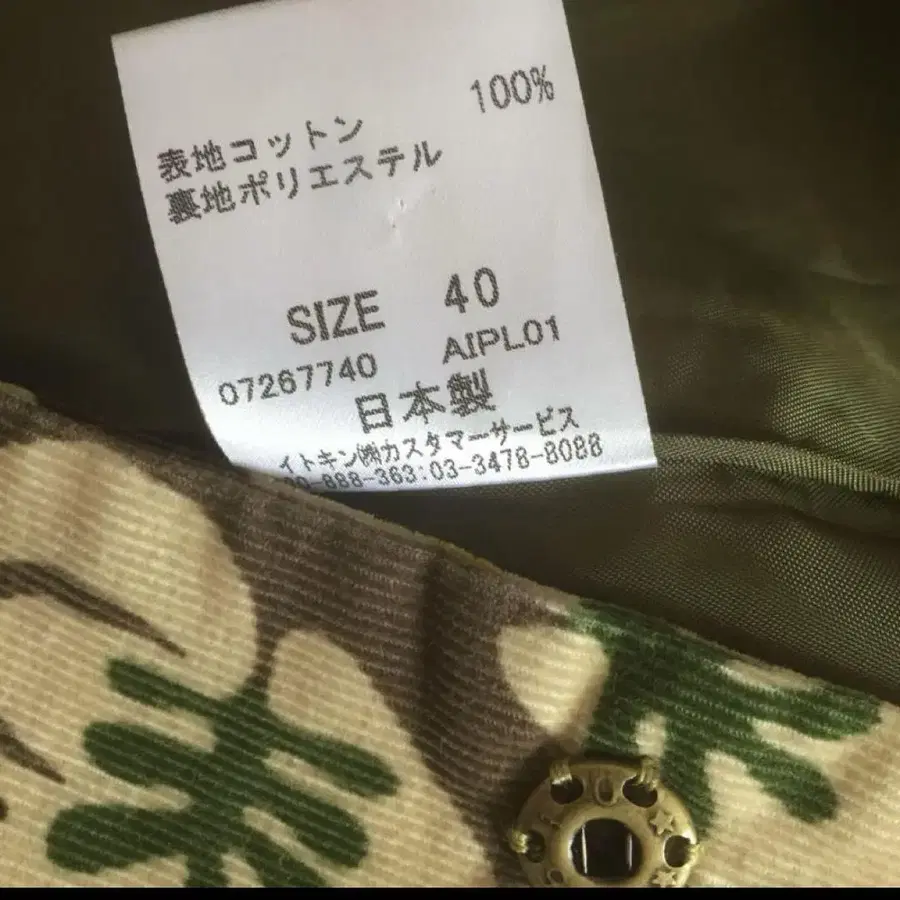 100%
表地コットン
裏地ポリエステル
SIZE 40
07267740 AIPL01
日本製
イトキン㈱カスタマーサービス
888-363:03-3478-8088